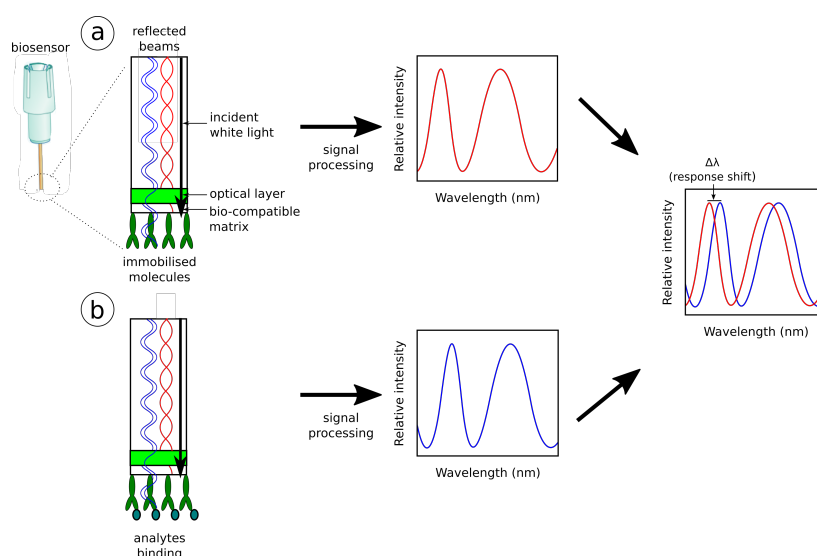 a
biosensor
reflected
beams
incident
white light
optical layer
bio-compatible
matrix
immobilised
molecules
signal
processing
Relative intensity
Wavelength (nm)
Δλ
(response shift)
Relative intensity
Wavelength (nm)
b
analytes
binding
signal
processing
Relative intensity
Wavelength (nm)